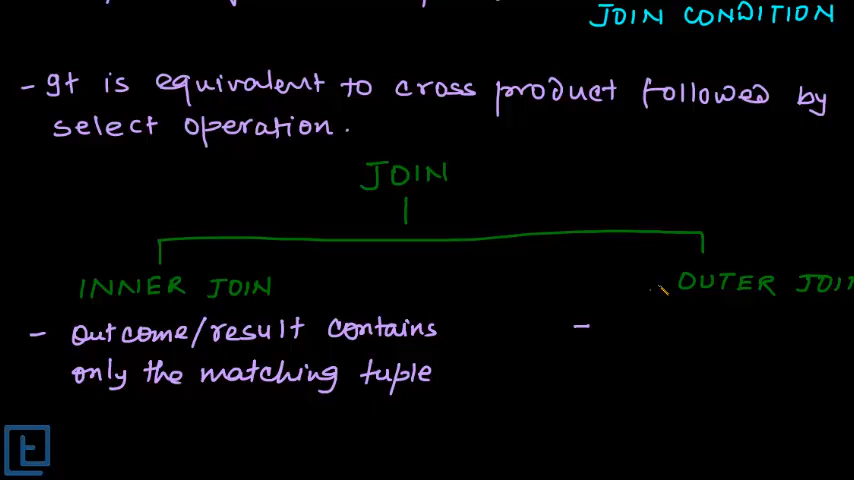 JOIN CONDITION
- It is equivalent to cross product followed by
select operation.
JOIN
INNER JOIN
OUTER JOIN
- Outcome/result contains
only the matching tuple
-